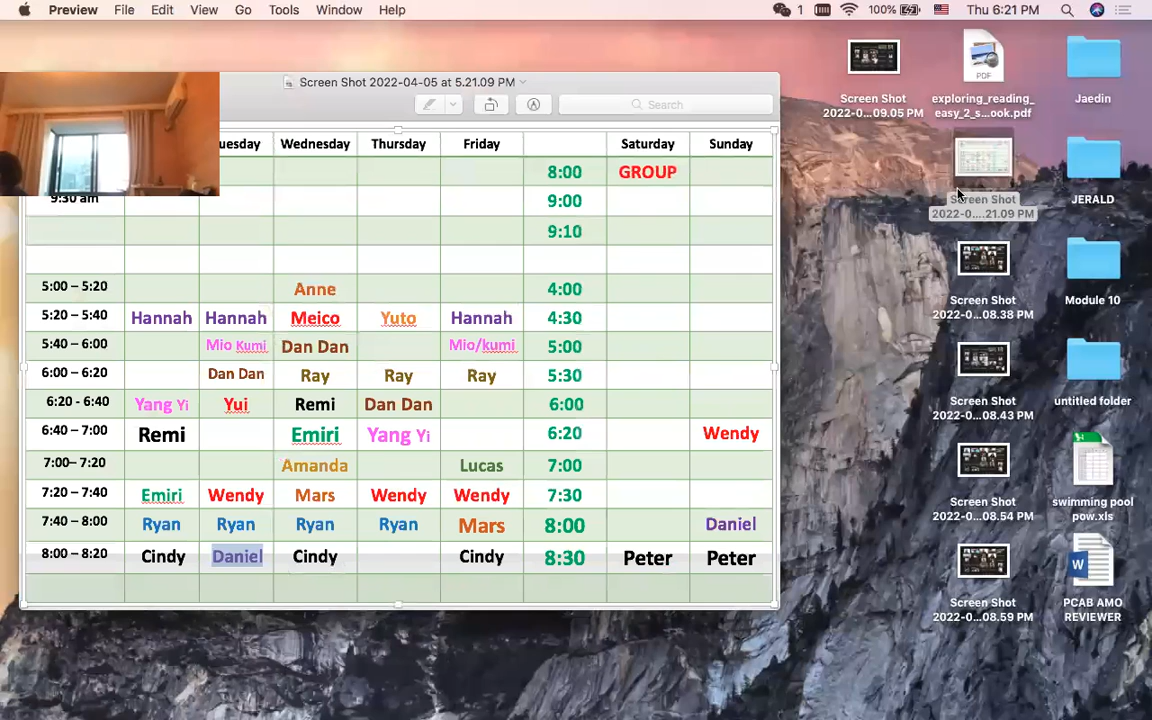 Preview File Edit View Go Tools Window Help 1 100% Thu 6:21 PM
Screen Shot 2022-04-05 at 5.21.09 PM
Search
uesday Wednesday Thursday Friday Saturday Sunday
8:00 GROUP
9:30 am 9:00
9:10
5:00 – 5:20 Anne 4:00
5:20 – 5:40 Hannah Hannah Meico Yuto Hannah 4:30
5:40 – 6:00 Mio Kumi Dan Dan Mio/kumi 5:00
6:00 – 6:20 Dan Dan Ray Ray Ray 5:30
6:20 - 6:40 Yang Yi Yui Remi Dan Dan 6:00
6:40 – 7:00 Remi Emiri Yang Yi 6:20 Wendy
7:00– 7:20 Amanda Lucas 7:00
7:20 – 7:40 Emiri Wendy Mars Wendy Wendy 7:30
7:40 – 8:00 Ryan Ryan Ryan Ryan Mars 8:00 Daniel
8:00 – 8:20 Cindy Daniel Cindy Cindy 8:30 Peter Peter
Screen Shot
2022-0...09.05 PM
exploring_reading_
easy_2_s...ook.pdf
PDF
Jaedin
Screen Shot
2022-0....21.09 PM
JERALD
Screen Shot
2022-0...08.38 PM
Module 10
Screen Shot
2022-0...08.43 PM
untitled folder
Screen Shot
2022-0...08.54 PM
swimming pool
pow.xls
Screen Shot
2022-0...08.59 PM
W
PCAB AMO
REVIEWER